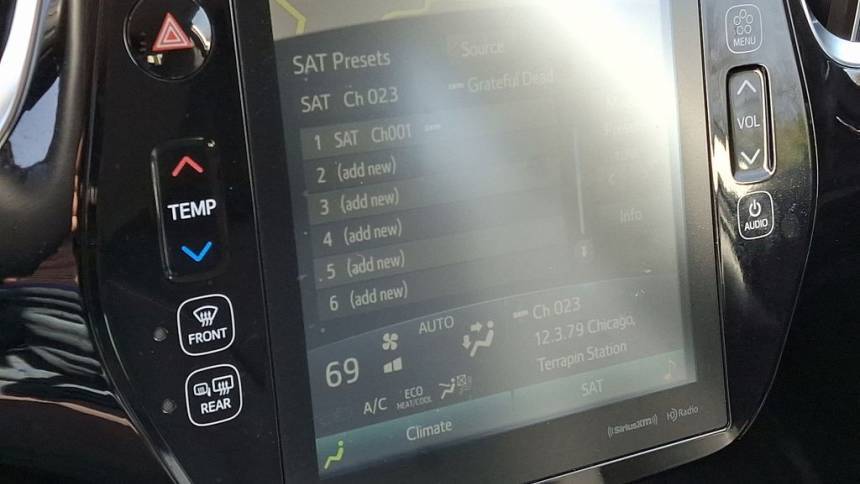 SAT Presets
Source
SAT Ch 023
Grateful Dead
1 SAT Ch001
2 (add new)
3 (add new)
4 (add new)
5 (add new)
6 (add new)
Info
TEMP
FRONT
REAR
MENU
VOL
AUDIO
69
AUTO
A/C
ECO
HEAT/COOL
Ch 023
12.3.79 Chicago,
Terrapin Station
Climate
SAT
((SiriusXM))
HD Radio